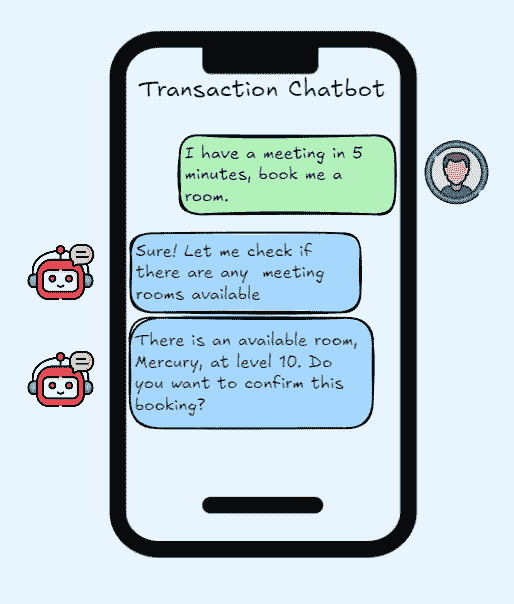 Transaction Chatbot
I have a meeting in 5
minutes, book me a
room.
Sure! Let me check if
there are any meeting
rooms available
There is an available room,
Mercury, at level 10. Do
you want to confirm this
booking?